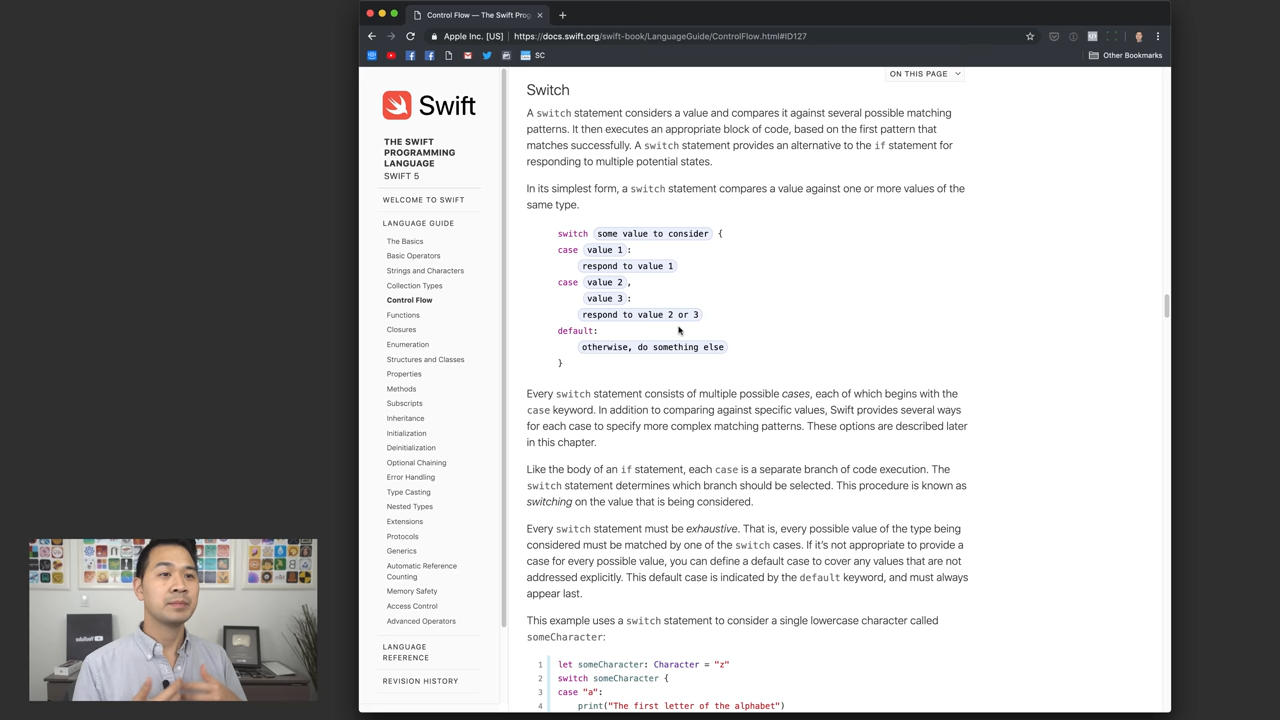 Control Flow — The Swift Prog
Apple Inc. [US]
https://docs.swift.org/swift-book/LanguageGuide/ControlFlow.html#ID127
SC
Other Bookmarks
Swift
THE SWIFT
PROGRAMMING
LANGUAGE
SWIFT 5
WELCOME TO SWIFT
LANGUAGE GUIDE
The Basics
Basic Operators
Strings and Characters
Collection Types
Control Flow
Functions
Closures
Enumeration
Structures and Classes
Properties
Methods
Subscripts
Inheritance
Initialization
Deinitialization
Optional Chaining
Error Handling
Type Casting
Nested Types
Extensions
Protocols
Generics
Automatic Reference
Counting
Memory Safety
Access Control
Advanced Operators
LANGUAGE
REFERENCE
REVISION HISTORY
ON THIS PAGE
Switch
A switch statement considers a value and compares it against several possible matching
patterns. It then executes an appropriate block of code, based on the first pattern that
matches successfully. A switch statement provides an alternative to the if statement for
responding to multiple potential states.
In its simplest form, a switch statement compares a value against one or more values of the
same type.
switch some value to consider {
case value 1:
respond to value 1
case value 2,
value 3:
respond to value 2 or 3
default:
otherwise, do something else
}
Every switch statement consists of multiple possible cases, each of which begins with the
case keyword. In addition to comparing against specific values, Swift provides several ways
for each case to specify more complex matching patterns. These options are described later
in this chapter.
Like the body of an if statement, each case is a separate branch of code execution. The
switch statement determines which branch should be selected. This procedure is known as
switching on the value that is being considered.
Every switch statement must be exhaustive. That is, every possible value of the type being
considered must be matched by one of the switch cases. If it’s not appropriate to provide a
case for every possible value, you can define a default case to cover any values that are not
addressed explicitly. This default case is indicated by the default keyword, and must always
appear last.
This example uses a switch statement to consider a single lowercase character called
someCharacter:
1 let someCharacter: Character = "z"
2 switch someCharacter {
3 case "a":
4 print("The first letter of the alphabet")